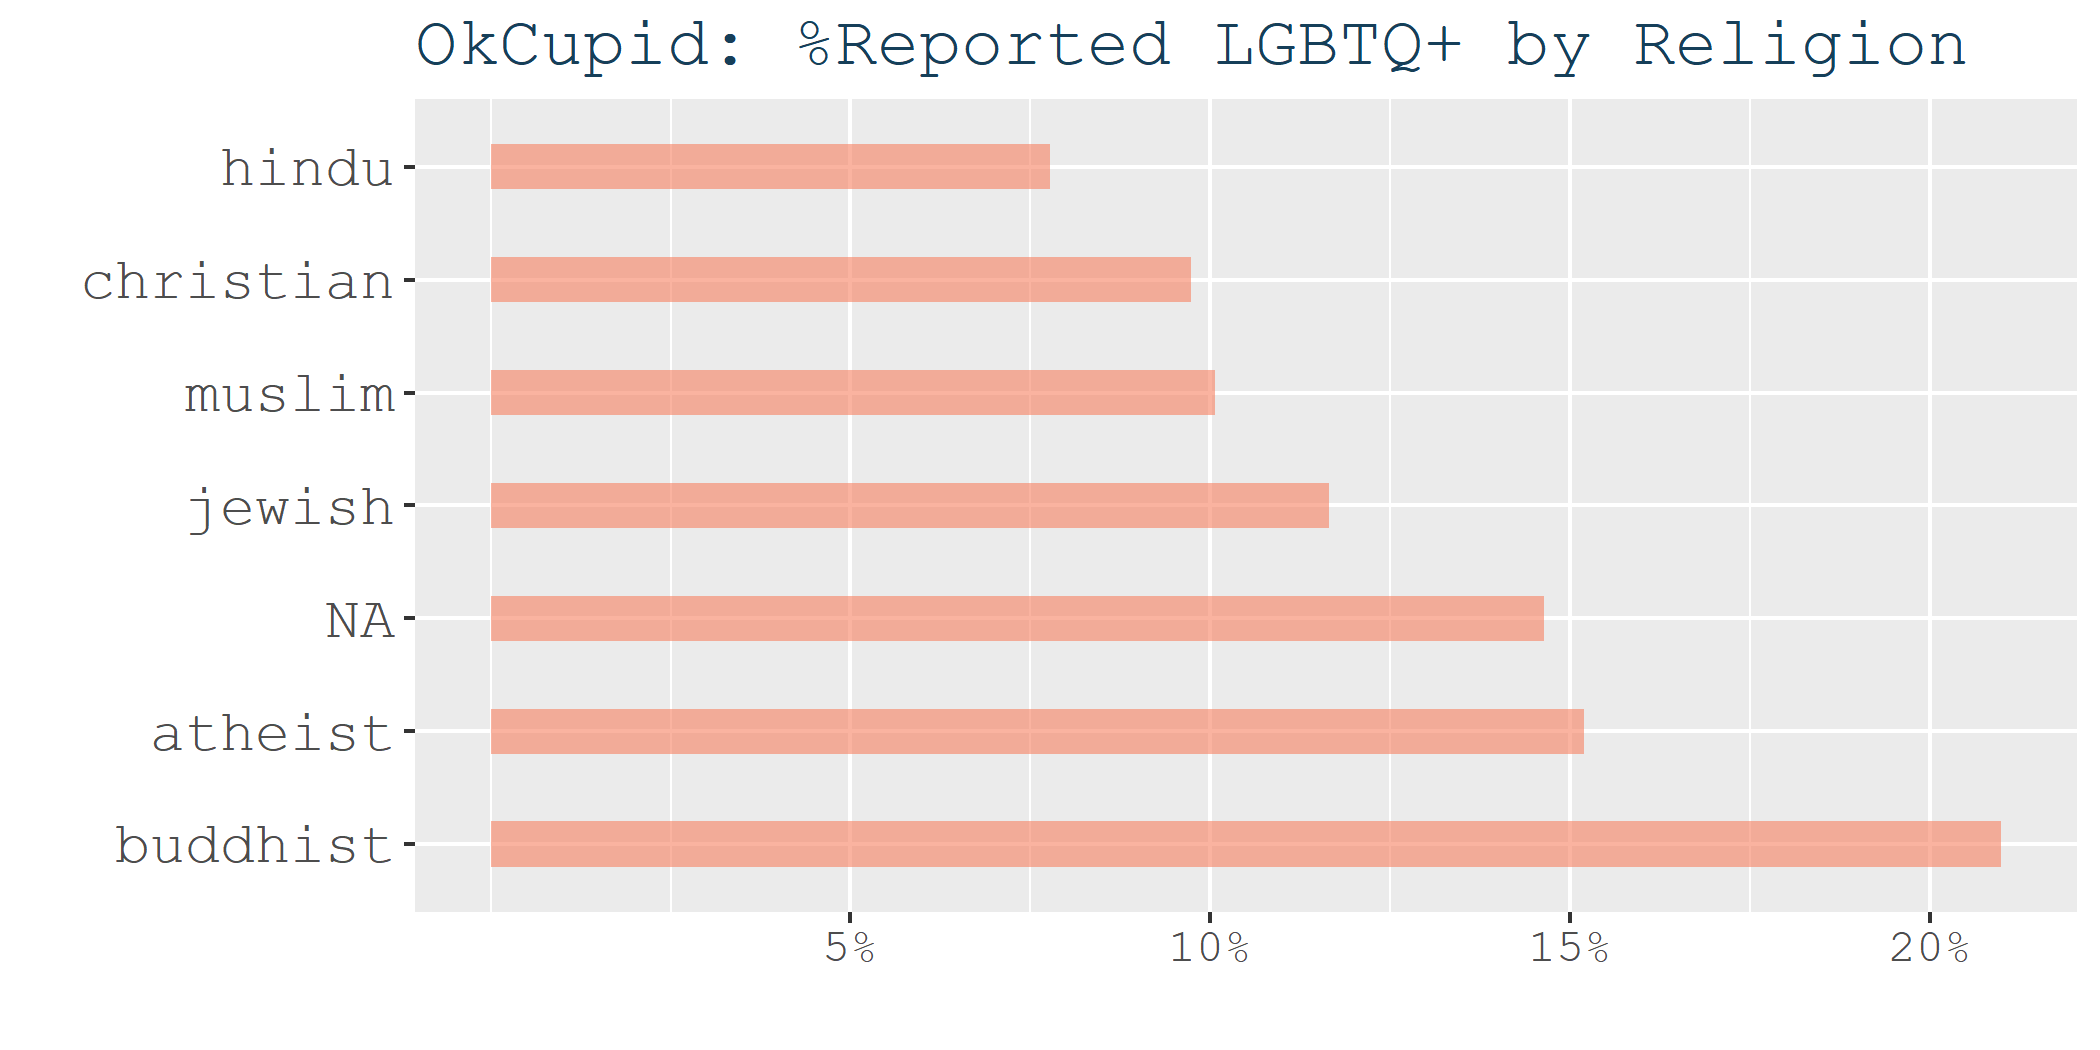 OkCupid: %Reported LGBTQ+ by Religion
hindu
christian
muslim
jewish
NA
atheist
buddhist
5% 10% 15% 20%